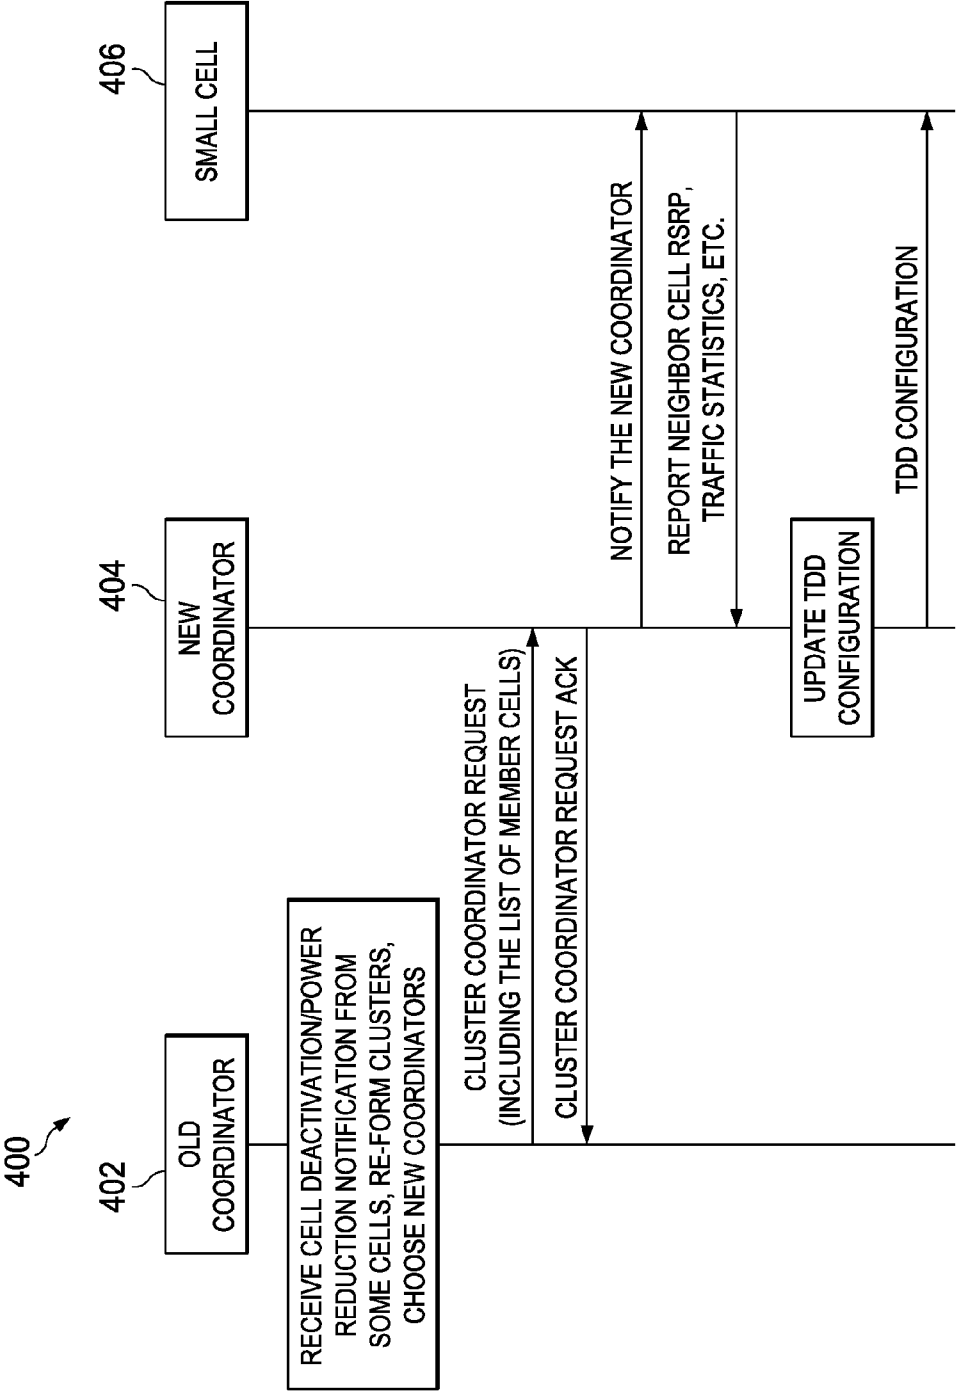 400
402
OLD
COORDINATOR
404
NEW
COORDINATOR
406
SMALL CELL
RECEIVE CELL DEACTIVATION/POWER
REDUCTION NOTIFICATION FROM
SOME CELLS, RE-FORM CLUSTERS,
CHOOSE NEW COORDINATORS
CLUSTER COORDINATOR REQUEST
(INCLUDING THE LIST OF MEMBER CELLS)
CLUSTER COORDINATOR REQUEST ACK
NOTIFY THE NEW COORDINATOR
REPORT NEIGHBOR CELL RSRP,
TRAFFIC STATISTICS, ETC.
UPDATE TDD
CONFIGURATION
TDD CONFIGURATION